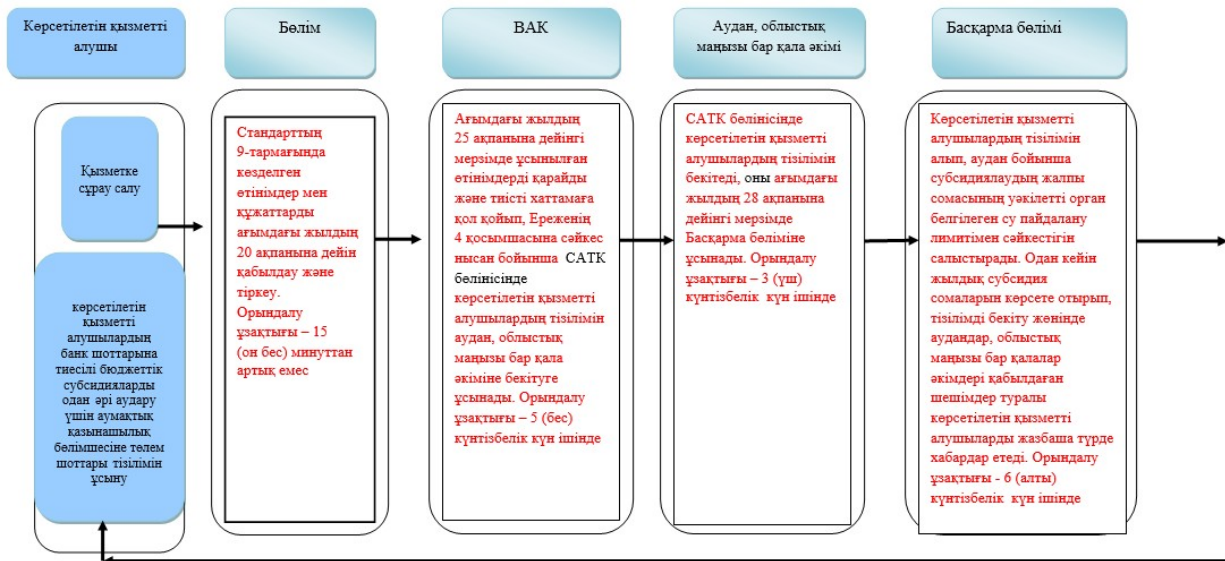 Көрсетілетін қызметті
алушы
Бөлім
ВАК
Аудан, облыстық
маңызы бар қала әкімі
Басқарма бөлімі
Қызметке
сұрау салу
көрсетілетін
қызметті
алушылардың
банк шоттарына
тиесілі бюджеттік
субсидияларды
одан әрі аудару
үшін аумақтық
қазынашылық
бөлімшесіне төлем
шоттары тізілімін
ұсыну
Стандарттың
9-тармағында
көзделген
өтінімдер мен
құжаттарды
ағымдағы жылдың
20 ақпанына дейін
қабылдау және
тіркеу.
Орындалу
ұзақтығы – 15
(он бес) минуттан
артық емес
Ағымдағы жылдың
25 ақпанына дейінгі
мерзімде ұсынылған
өтінімдерді қарайды
және тиісті хаттамаға
қол қойып, Ереженің
4 қосымшасына сәйкес
нысан бойынша САТК
бөлінісінде
көрсетілетін қызметті
алушылардың тізілімін
аудан, облыстық
маңызы бар қала
әкіміне бекітуге
ұсынады. Орындалу
ұзақтығы – 5 (бес)
күнтізбелік күн ішінде
САТК бөлінісінде
көрсетілетін қызметті
алушылардың тізілімін
бекітеді, оны ағымдағы
жылдың 28 ақпанына
дейінгі мерзімде
Басқарма бөліміне
ұсынады. Орындалу
ұзақтығы – 3 (үш)
күнтізбелік күн ішінде
Көрсетілетін қызметті
алушылардың тізілімін
алып, аудан бойынша
субсидиялаудың жалпы
сомасының уәкілетті орган
белгілеген су пайдалану
лимитімен сәйкестігін
салыстырады. Одан кейін
жылдық субсидия
сомаларын көрсете отырып,
тізілімді бекіту жөнінде
аудандар, облыстық
маңызы бар қалалар
әкімдері қабылдаған
шешімдер туралы
көрсетілетін қызметті
алушыларды жазбаша түрде
хабардар етеді. Орындалу
ұзақтығы - 6 (алты)
күнтізбелік күн ішінде